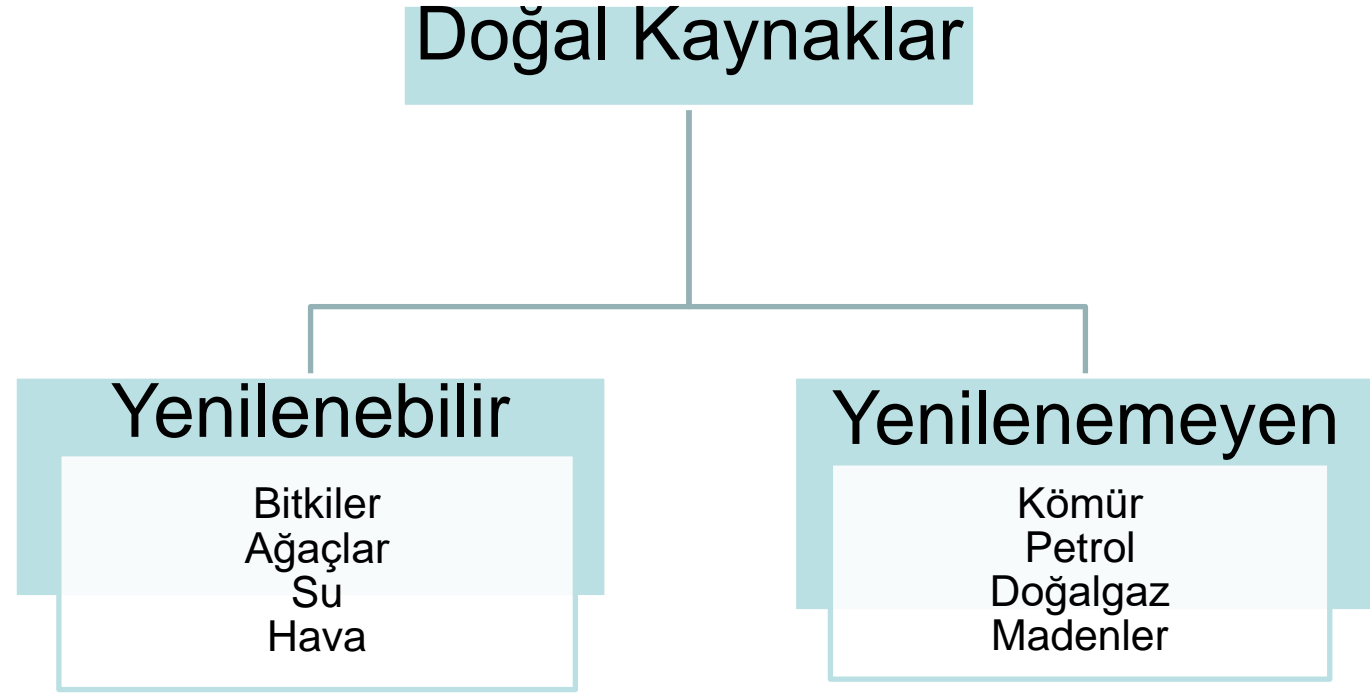 Doğal Kaynaklar
Yenilenebilir
Bitkiler
Ağaçlar
Su
Hava
Yenilenemeyen
Kömür
Petrol
Doğalgaz
Madenler